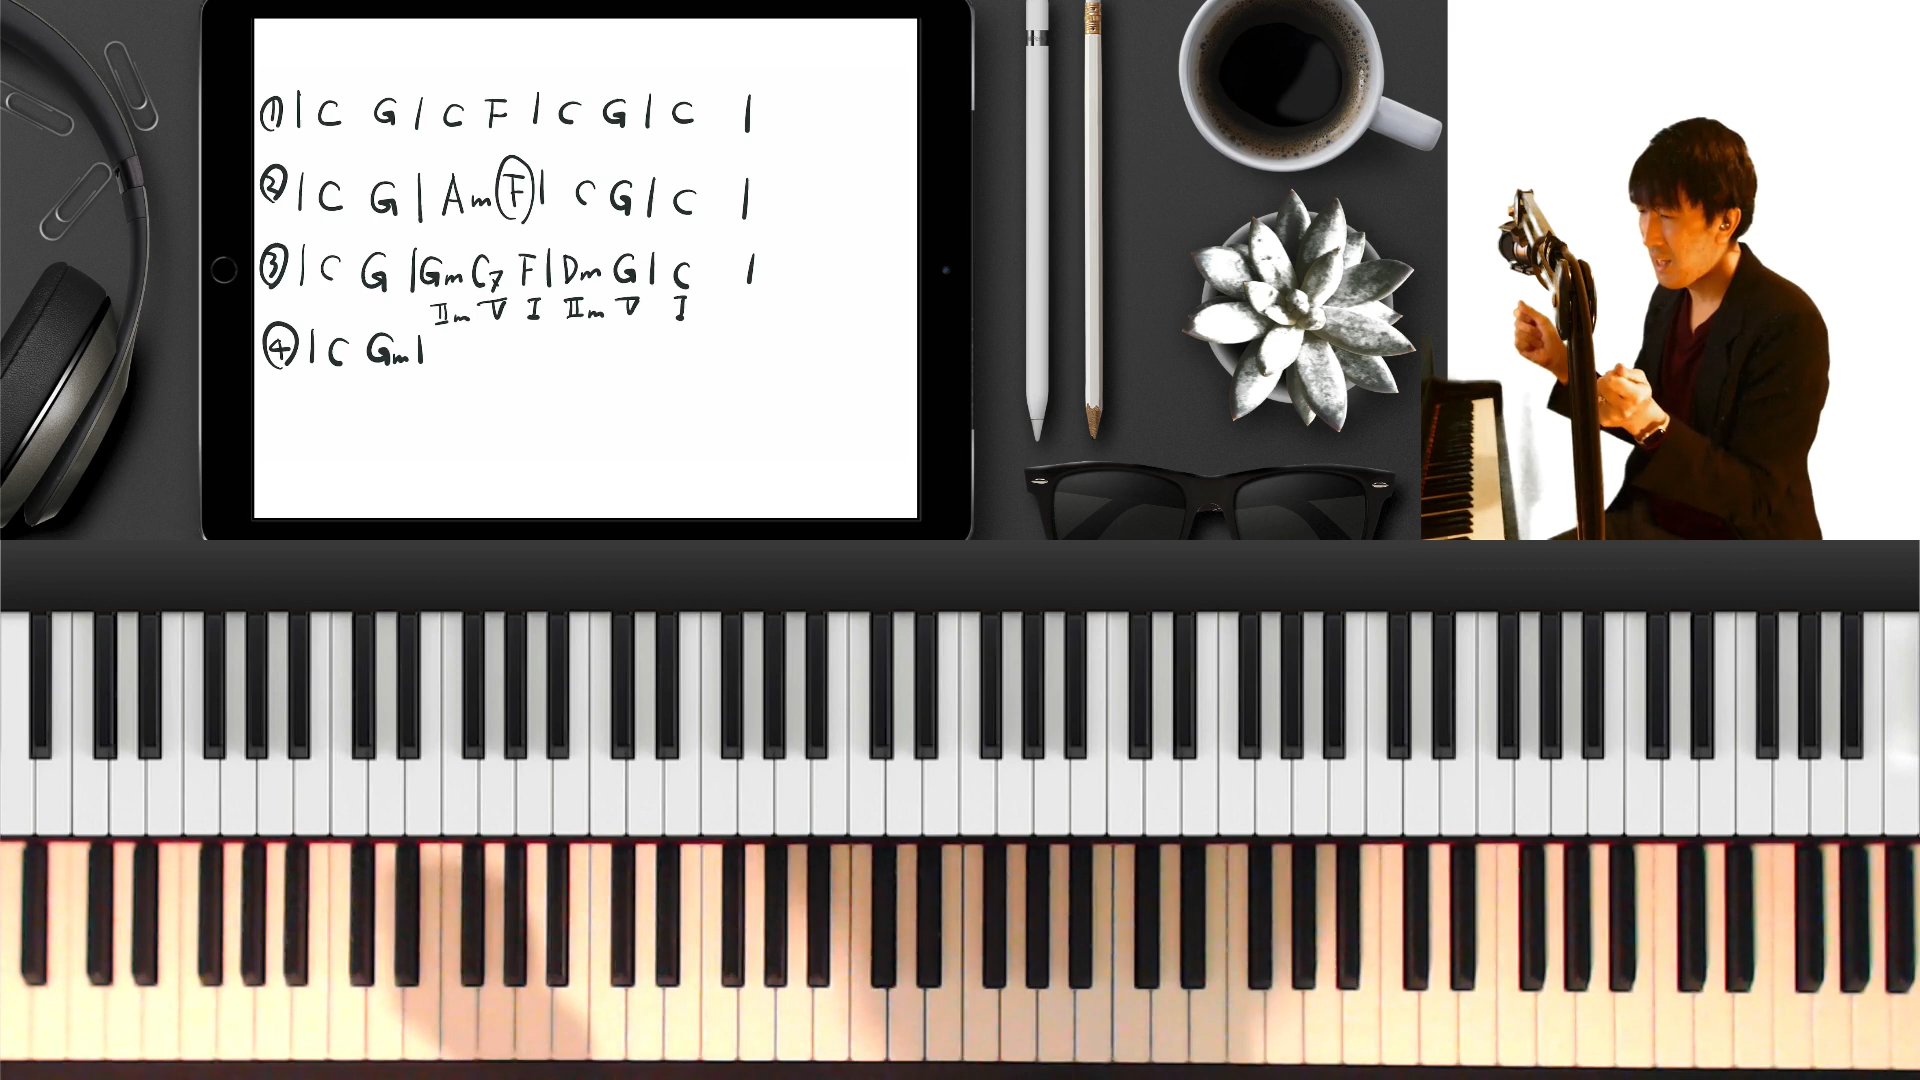 ① | C G | C F | C G | C |
② | C G | Am F | C G | C |
③ | C G | Gm C7 F | Dm G | C |
IIm V I IIm V I
④ | C Gm |